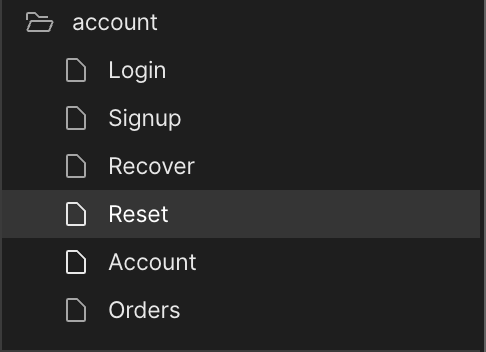 account
Login
Signup
Recover
Reset
Account
Orders